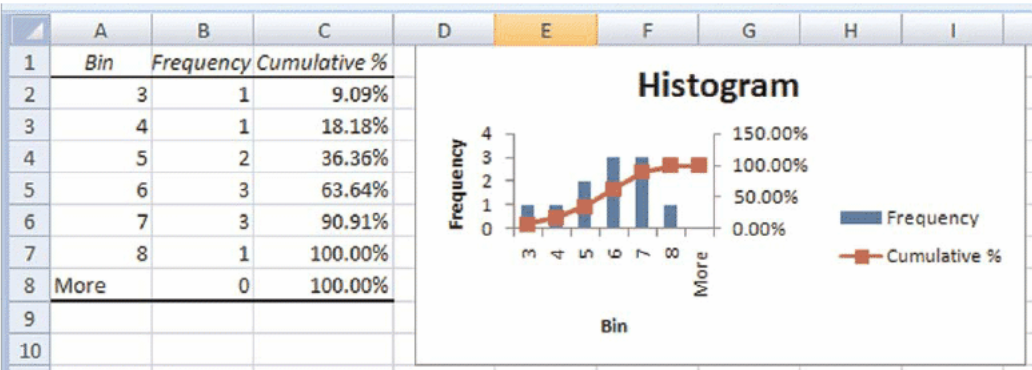 A B C D E F G H I
1 Bin Frequency Cumulative %
2 3 1 9.09%
3 4 1 18.18%
4 5 2 36.36%
5 6 3 63.64%
6 7 3 90.91%
7 8 1 100.00%
8 More 0 100.00%
9
10
Histogram
Frequency
4
3
2
1
0
150.00%
100.00%
50.00%
0.00%
3 4 5 6 7 8 More
Bin
Frequency
Cumulative %